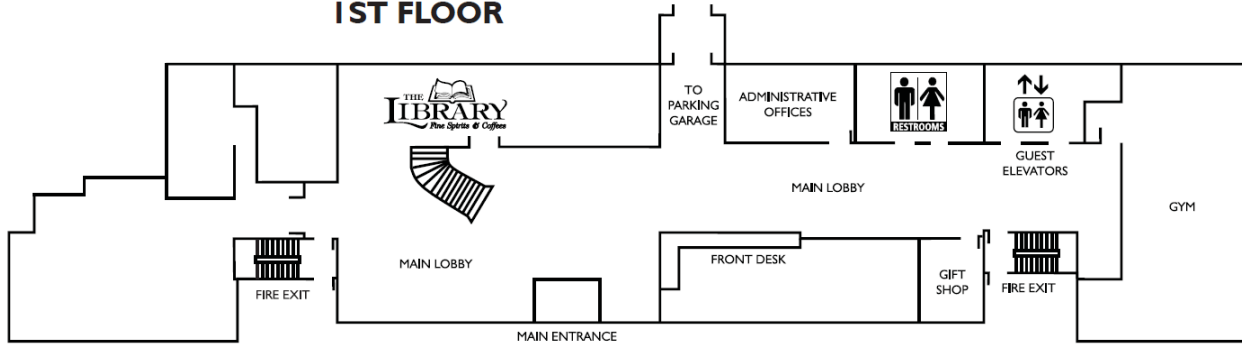 1ST FLOOR
THE
LIBRARY
Fine Spirits & Coffees
TO
PARKING
GARAGE
ADMINISTRATIVE
OFFICES
RESTROOMS
GUEST
ELEVATORS
MAIN LOBBY
GYM
MAIN LOBBY
FRONT DESK
GIFT
SHOP
FIRE EXIT
FIRE EXIT
MAIN ENTRANCE